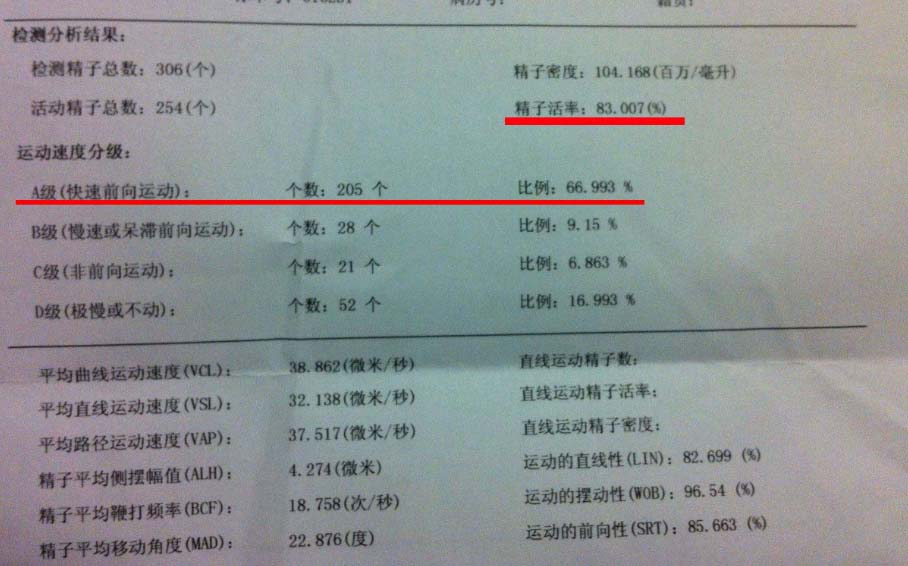 检测分析结果：
检测精子总数：306(个) 精子密度：104.168(百万/毫升)
活动精子总数：254(个) 精子活率：83.007(%)
运动速度分级：
A级(快速前向运动)： 个数：205 个 比例：66.993 %
B级(慢速或呆滞前向运动)： 个数：28 个 比例：9.15 %
C级(非前向运动)： 个数：21 个 比例：6.863 %
D级(极慢或不动)： 个数：52 个 比例：16.993 %
平均曲线运动速度(VCL)： 38.862(微米/秒) 直线运动精子数：
平均直线运动速度(VSL)： 32.138(微米/秒) 直线运动精子活率：
平均路径运动速度(VAP)： 37.517(微米/秒) 直线运动精子密度：
精子平均侧摆幅值(ALH)： 4.274(微米) 运动的直线性(LIN)：82.699 (%)
精子平均鞭打频率(BCF)： 18.758(次/秒) 运动的摆动性(WOB)：96.54 (%)
精子平均移动角度(MAD)： 22.876(度) 运动的前向性(SRT)：85.663 (%)